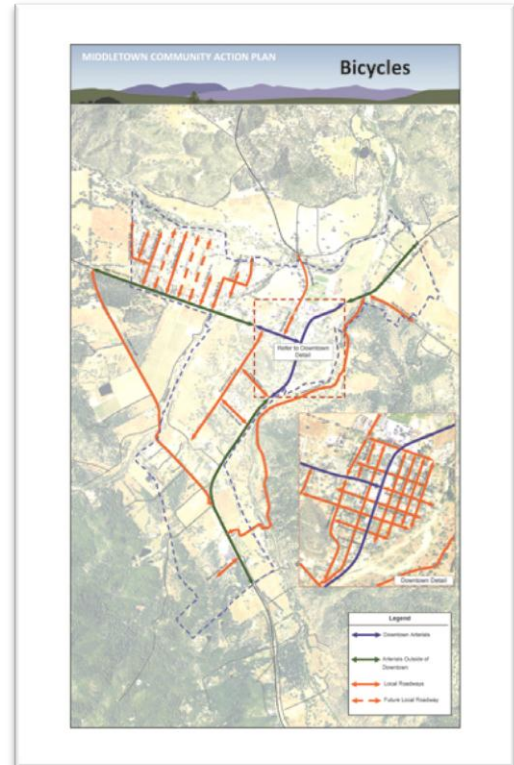 MIDDLETOWN COMMUNITY ACTION PLAN
Bicycles
Refer to Downtown
Detail
Downtown Detail
Legend
Downtown Arterials
Arterials Outside of
Downtown
Local Roadways
Future Local Roadway